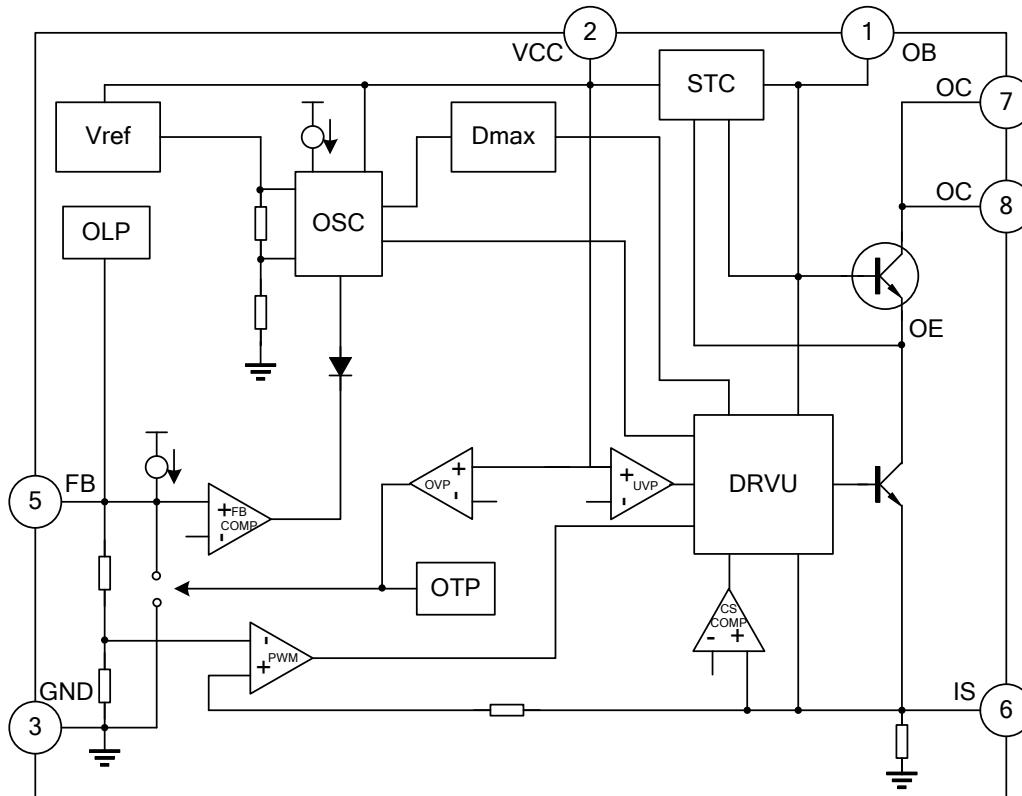 2
1
VCC
OB
STC
OC
7
Vref
Dmax
OLP
OSC
OC
8
OE
FB
5
+FB
COMP
-
OVP
+
-
+
UVP
-
DRVU
OTP
CS
COMP
-
+
-
+
PWM
GND
3
IS
6